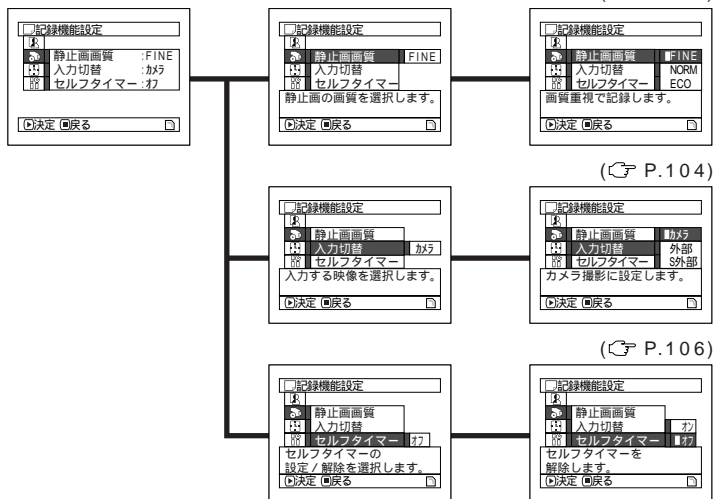 記録機能設定
静止画画質 :FINE
入力切替 :カメラ
セルフタイマー :オフ
決定 戻る
記録機能設定
静止画画質 FINE
入力切替
セルフタイマー
静止画の画質を選択します。
決定 戻る
記録機能設定
静止画画質 FINE
入力切替 NORM
セルフタイマー ECO
画質重視で記録します。
決定 戻る
(P.104)
記録機能設定
静止画画質
入力切替 カメラ
セルフタイマー
入力する映像を選択します。
決定 戻る
記録機能設定
静止画画質 カメラ
入力切替 外部
セルフタイマー S外部
カメラ撮影に設定します。
決定 戻る
(P.106)
記録機能設定
静止画画質
入力切替
セルフタイマー オフ
セルフタイマーの
設定/解除を選択します。
決定 戻る
記録機能設定
静止画画質
入力切替 オン
セルフタイマー オフ
セルフタイマーを
解除します。
決定 戻る